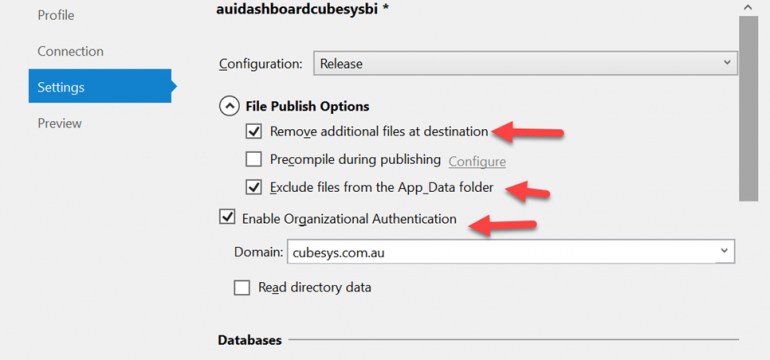 Profile
Connection
Settings
Preview
auidashboardcubesysbi *
Configuration: Release
File Publish Options
Remove additional files at destination
Precompile during publishing Configure
Exclude files from the App_Data folder
Enable Organizational Authentication
Domain: cubesys.com.au
Read directory data
Databases